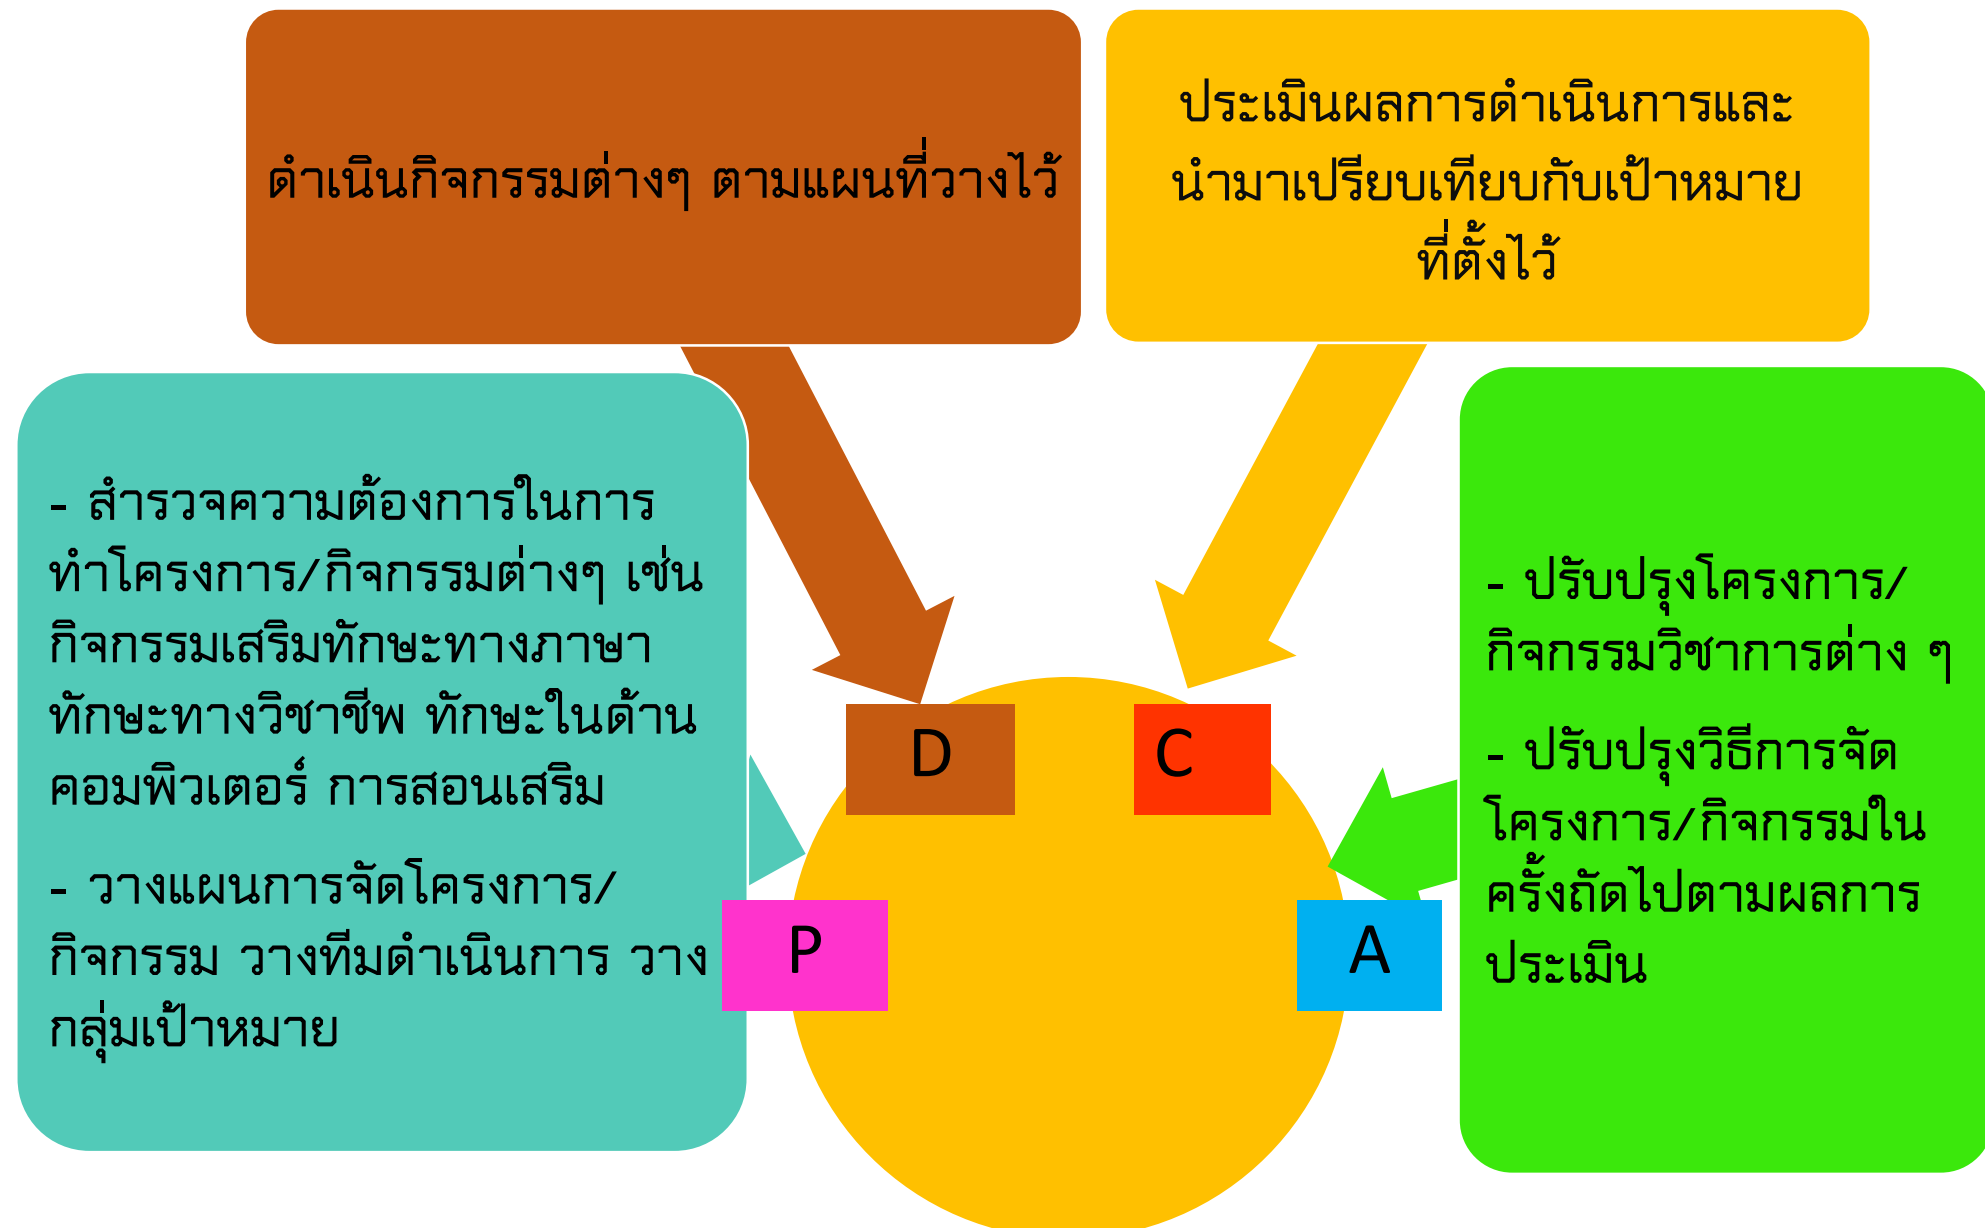 ดำเนินกิจกรรมต่างๆ ตามแผนที่วางไว้
ประเมินผลการดำเนินการและ
นำมาเปรียบเทียบกับเป้าหมาย
ที่ตั้งไว้
- สำรวจความต้องการในการ
ทำโครงการ/กิจกรรมต่างๆ เช่น
กิจกรรมเสริมทักษะทางภาษา
ทักษะทางวิชาชีพ ทักษะในด้าน
คอมพิวเตอร์ การสอนเสริม
- วางแผนการจัดโครงการ/
กิจกรรม วางทีมดำเนินการ วาง
กลุ่มเป้าหมาย
D
C
P
A
- ปรับปรุงโครงการ/
กิจกรรมวิชาการต่าง ๆ
- ปรับปรุงวิธีการจัด
โครงการ/กิจกรรมใน
ครั้งถัดไปตามผลการ
ประเมิน